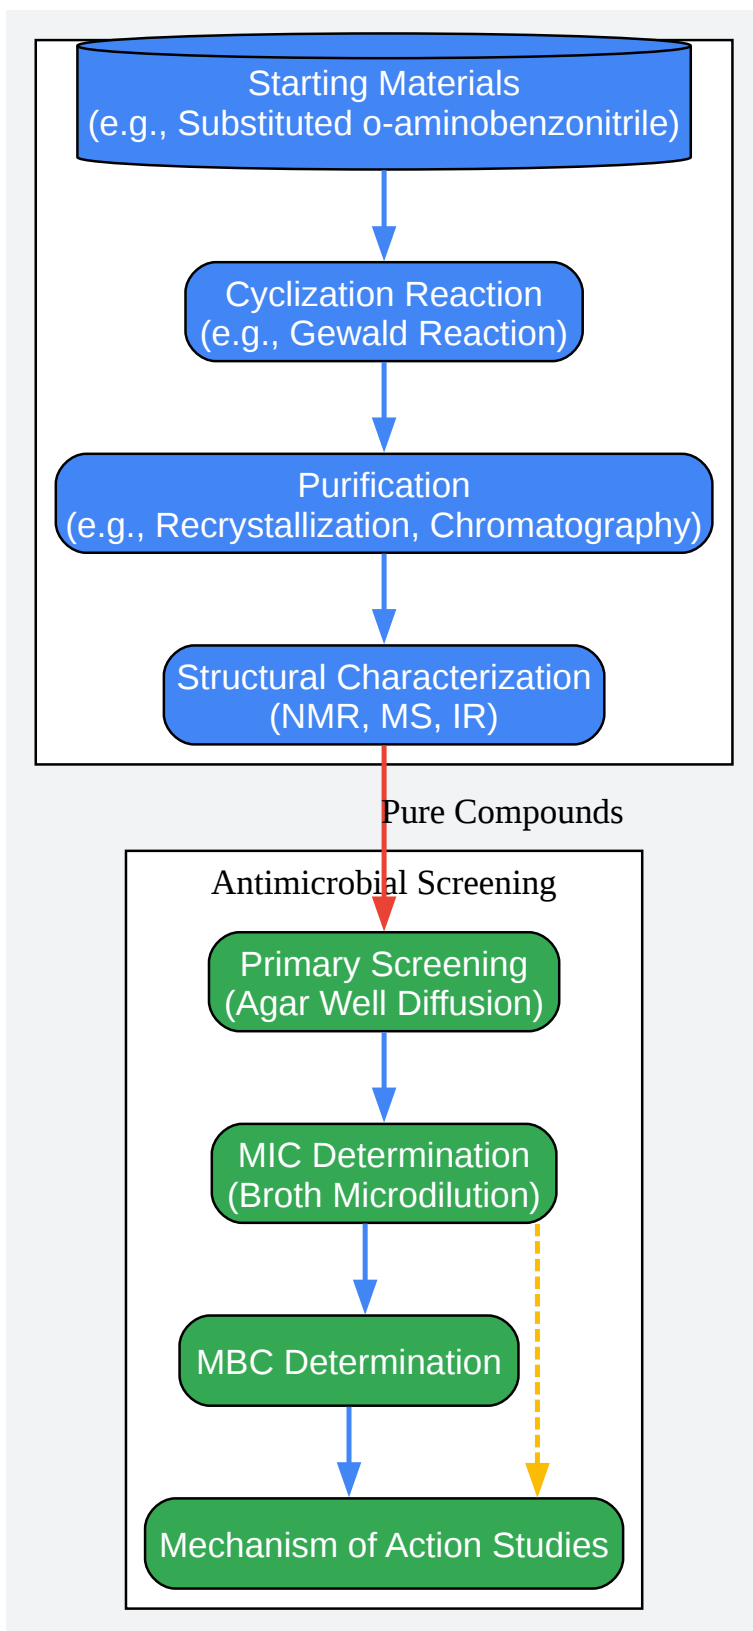 Starting Materials
(e.g., Substituted o-aminobenzonitrile)
Cyclization Reaction
(e.g., Gewald Reaction)
Purification
(e.g., Recrystallization, Chromatography)
Structural Characterization
(NMR, MS, IR)
Pure Compounds
Antimicrobial Screening
Primary Screening
(Agar Well Diffusion)
MIC Determination
(Broth Microdilution)
MBC Determination
Mechanism of Action Studies